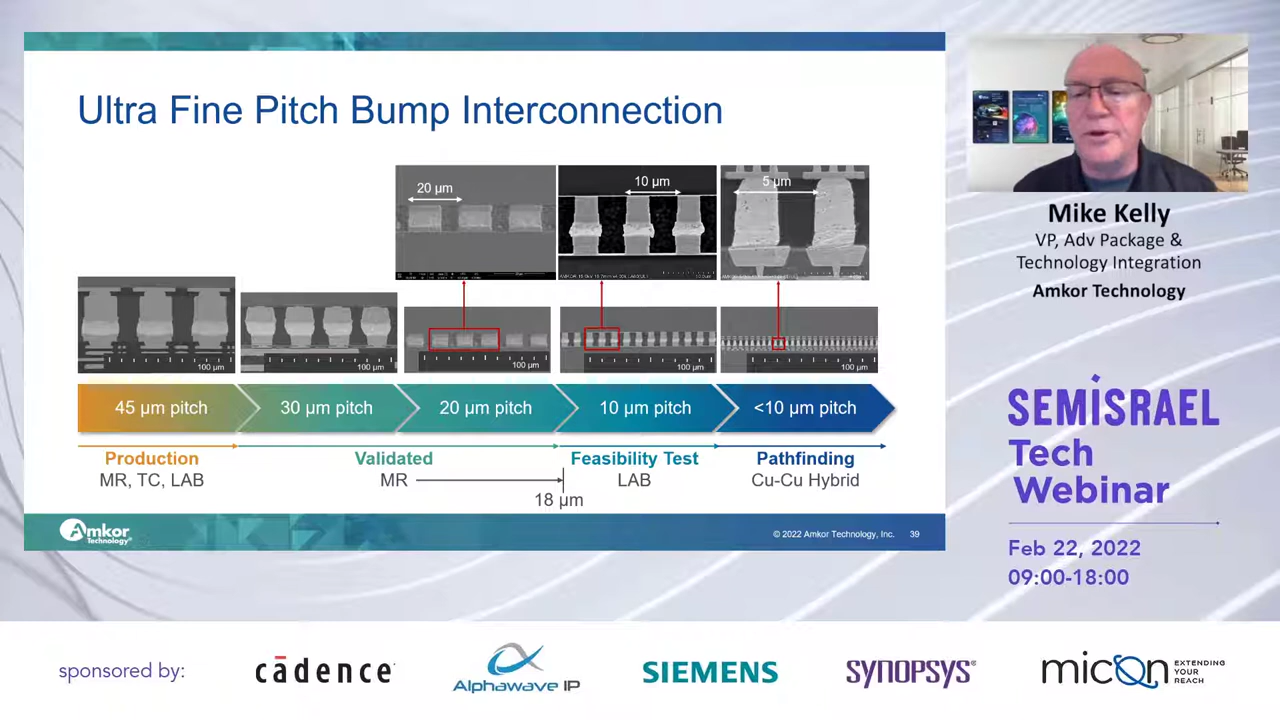 Ultra Fine Pitch Bump Interconnection
20 µm
10 µm
5 µm
100 µm
100 µm
100 µm
100 µm
100 µm
45 µm pitch
30 µm pitch
20 µm pitch
10 µm pitch
<10 µm pitch
Production
Validated
Feasibility Test
Pathfinding
MR, TC, LAB
MR
LAB
Cu-Cu Hybrid
18 µm
Amkor
Technology®
© 2022 Amkor Technology, Inc.
39
Mike Kelly
VP, Adv Package &
Technology Integration
Amkor Technology
SEMISRAEL
Tech
Webinar
Feb 22, 2022
09:00-18:00
sponsored by:
cādence
Alphawave IP
SIEMENS
SYNOPSYS®
micon
EXTENDING
YOUR
REACH